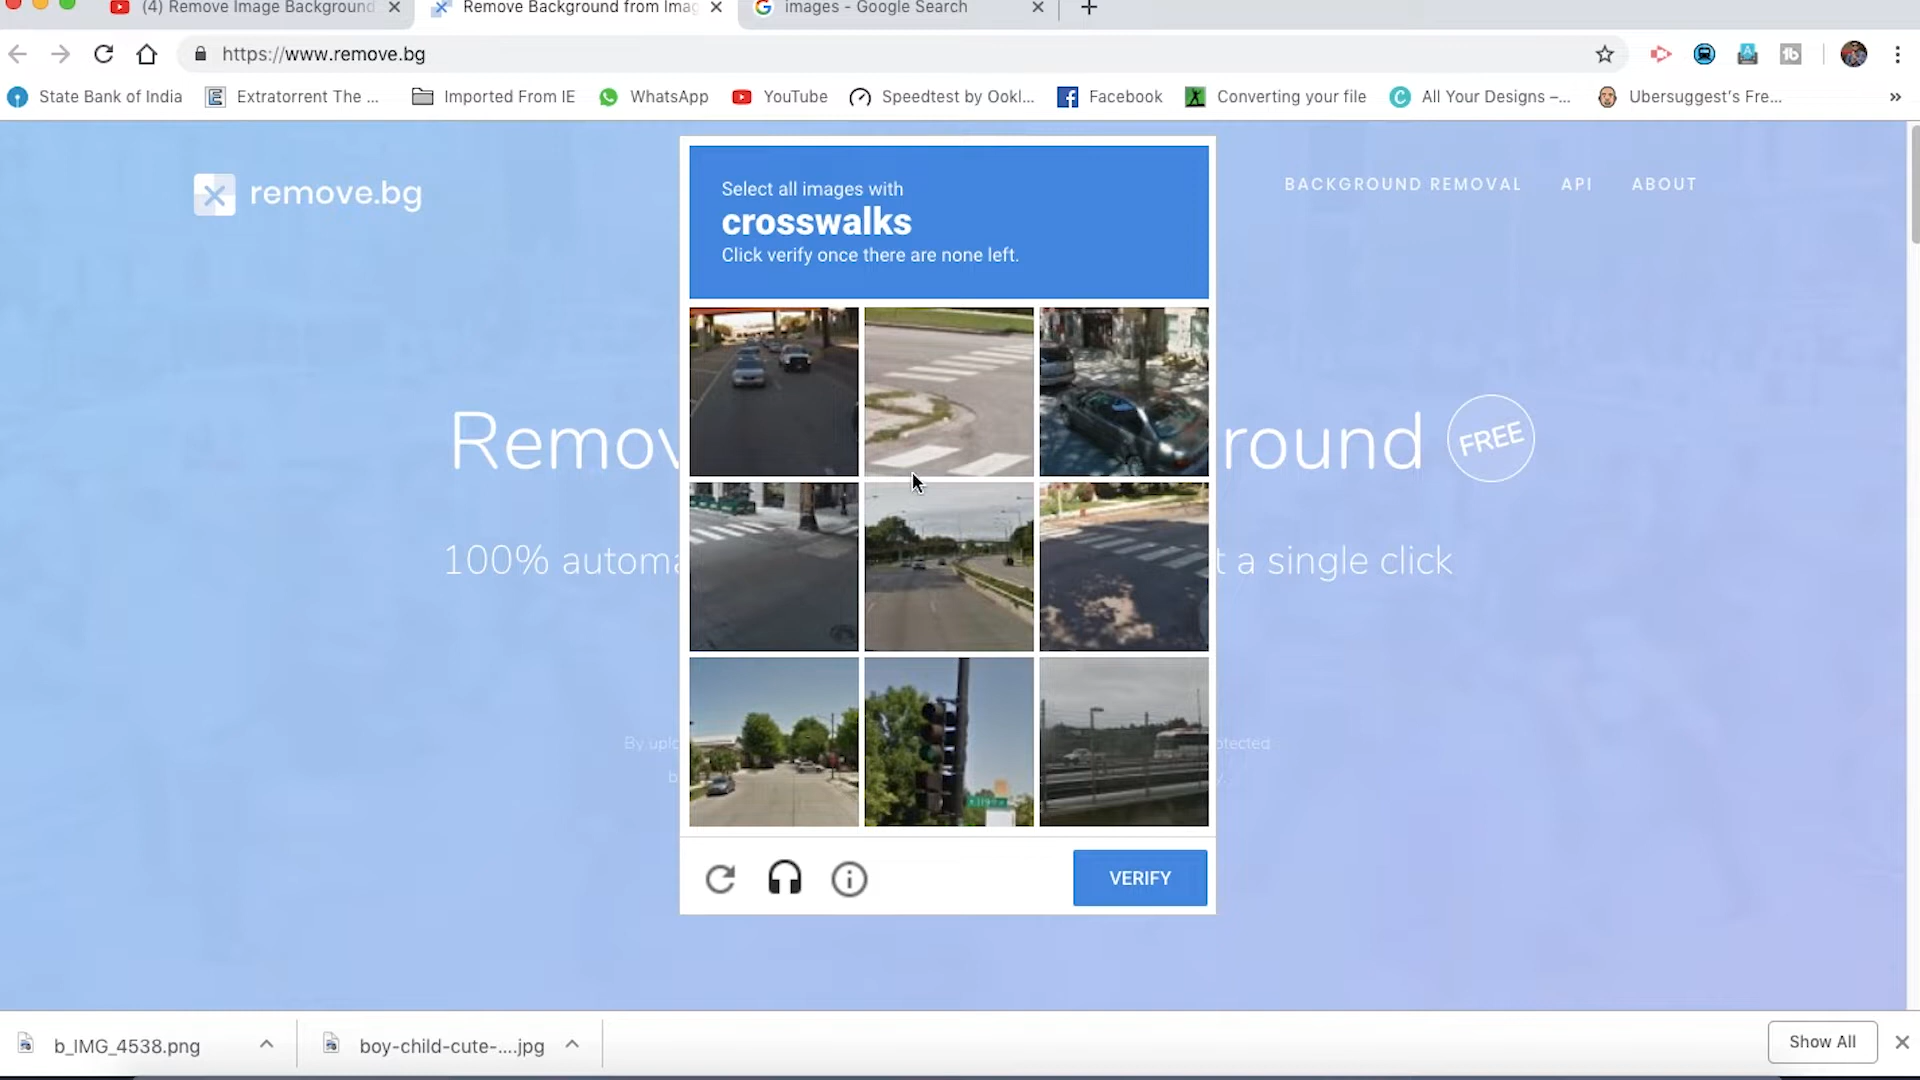 (4) Remove Image Background
Remove Background from Imag
images - Google Search
https://www.remove.bg
State Bank of India
Extratorrent The ...
Imported From IE
WhatsApp
YouTube
Speedtest by Ookl...
Facebook
Converting your file
All Your Designs –...
Ubersuggest's Fre...
remove.bg
BACKGROUND REMOVAL
API
ABOUT
Select all images with
crosswalks
Click verify once there are none left.
Remov
round
FREE
100% automa
t a single click
By uplo
otected
VERIFY
b_IMG_4538.png
boy-child-cute-....jpg
Show All